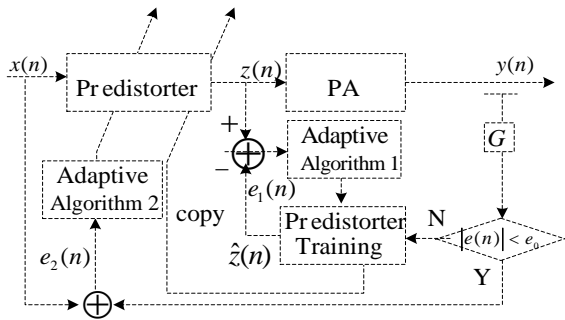 x(n)
Predistorter
z(n)
PA
y(n)
+
−
Adaptive
Algorithm 1
G
Adaptive
Algorithm 2
e₁(n)
copy
Predistorter
Training
N
|e(n)| < e₀
e₂(n)
ẑ(n)
Y